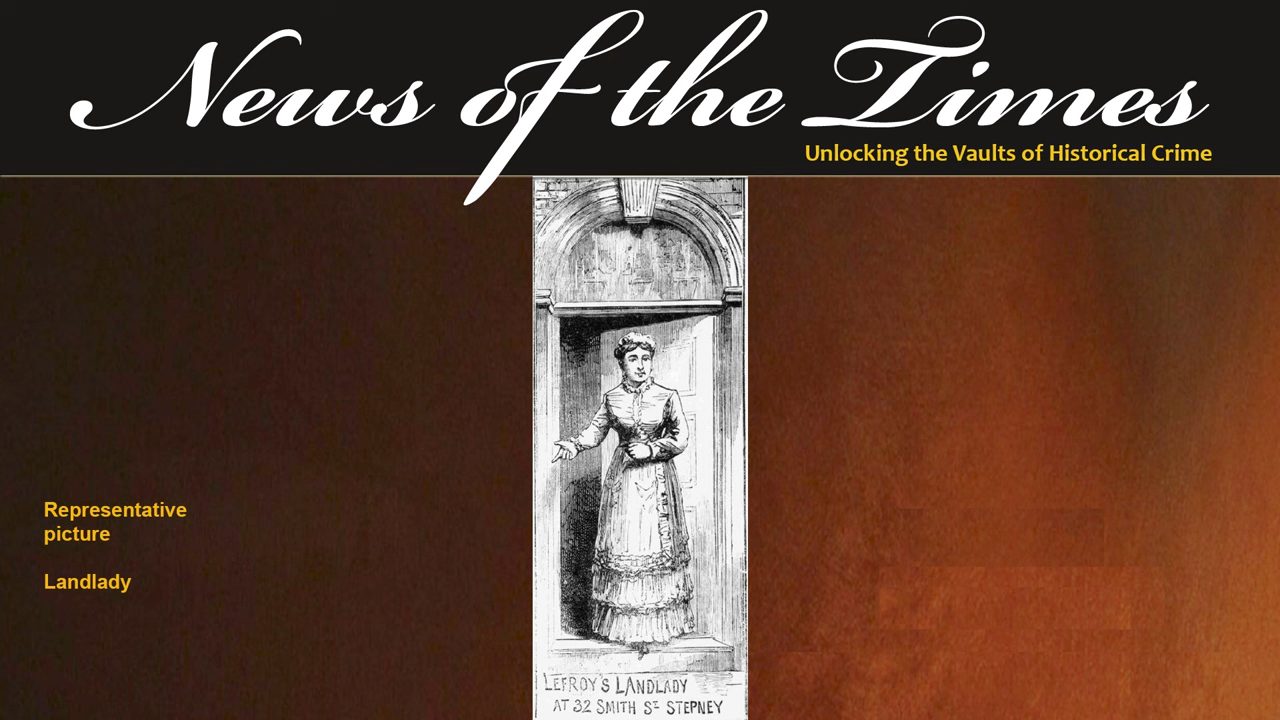 News of the Times
Unlocking the Vaults of Historical Crime
Representative
picture
Landlady
LEFROY'S LANDLADY
AT 32 SMITH ST STEPNEY